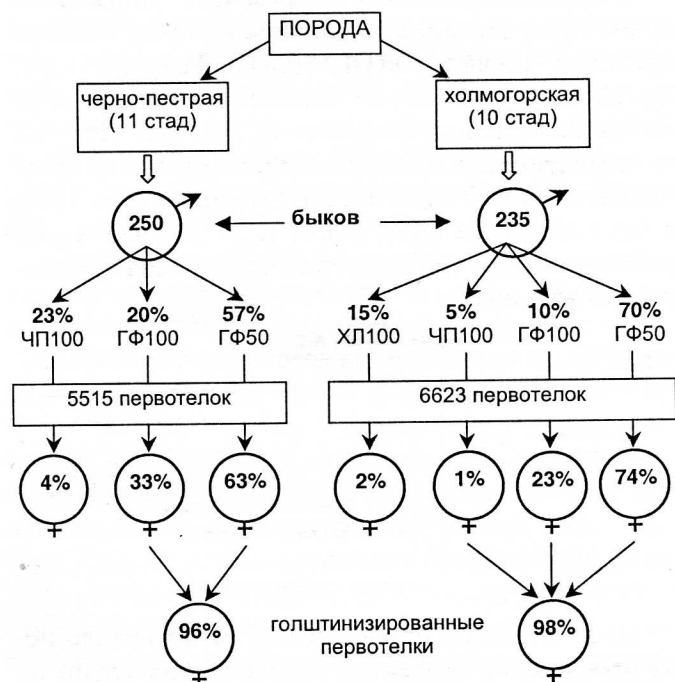 ПОРОДА
черно-пестрая
(11 стад)
холмогорская
(10 стад)
250
быков
235
23%
ЧП100
20%
ГФ100
57%
ГФ50
15%
ХЛ100
5%
ЧП100
10%
ГФ100
70%
ГФ50
5515 первотелок
6623 первотелок
4%
33%
63%
2%
1%
23%
74%
96%
голштинизированные
первотелки
98%